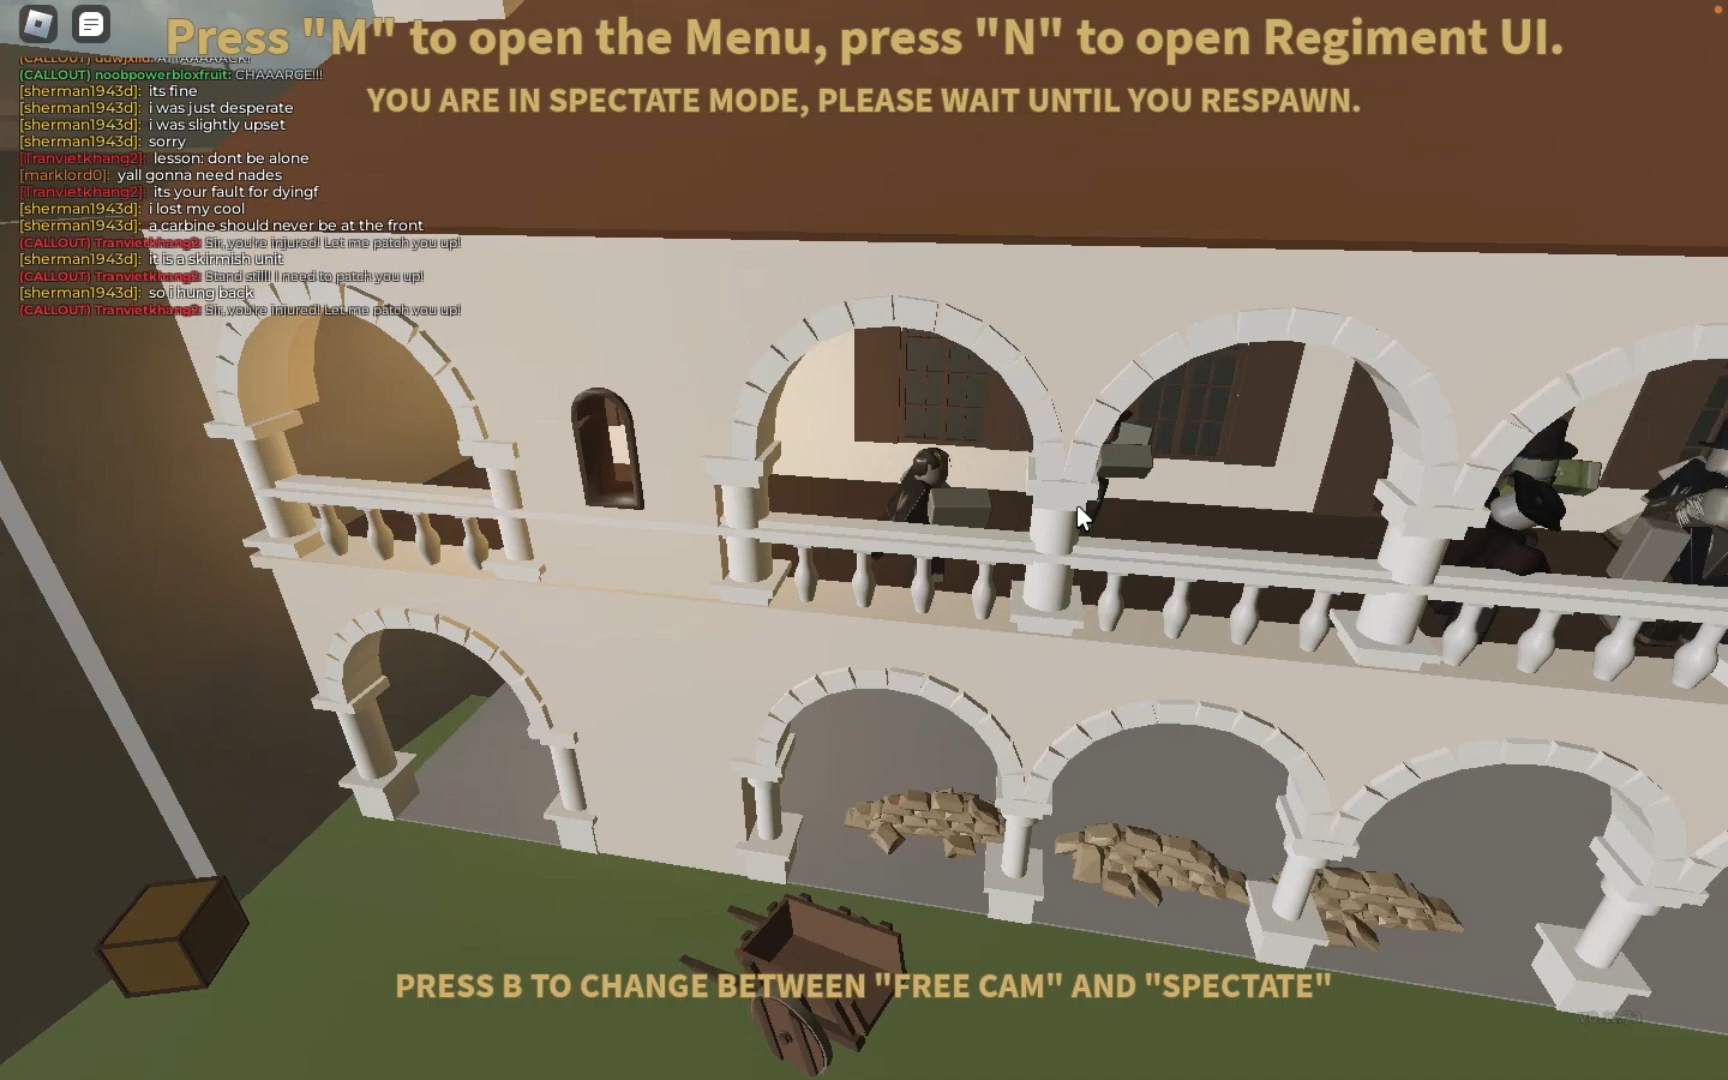 Press "M" to open the Menu, press "N" to open Regiment UI.
YOU ARE IN SPECTATE MODE, PLEASE WAIT UNTIL YOU RESPAWN.
(CALLOUT) noobpowerbloxfruit: CHAAARGE!!!
[sherman1943d]: its fine
[sherman1943d]: i was just desperate
[sherman1943d]: i was slightly upset
[sherman1943d]: sorry
[Tranvietkhang2]: lesson: dont be alone
[marklord0]: yall gonna need nades
[Tranvietkhang2]: its your fault for dyingf
[sherman1943d]: i lost my cool
[sherman1943d]: a carbine should never be at the front
(CALLOUT) Tranvietkhang2: Sir, you're injured! Let me patch you up!
[sherman1943d]: it is a skirmish unit
(CALLOUT) Tranvietkhang2: Stand still! I need to patch you up!
[sherman1943d]: so i hung back
(CALLOUT) Tranvietkhang2: Sir, you're injured! Let me patch you up!
PRESS B TO CHANGE BETWEEN "FREE CAM" AND "SPECTATE"